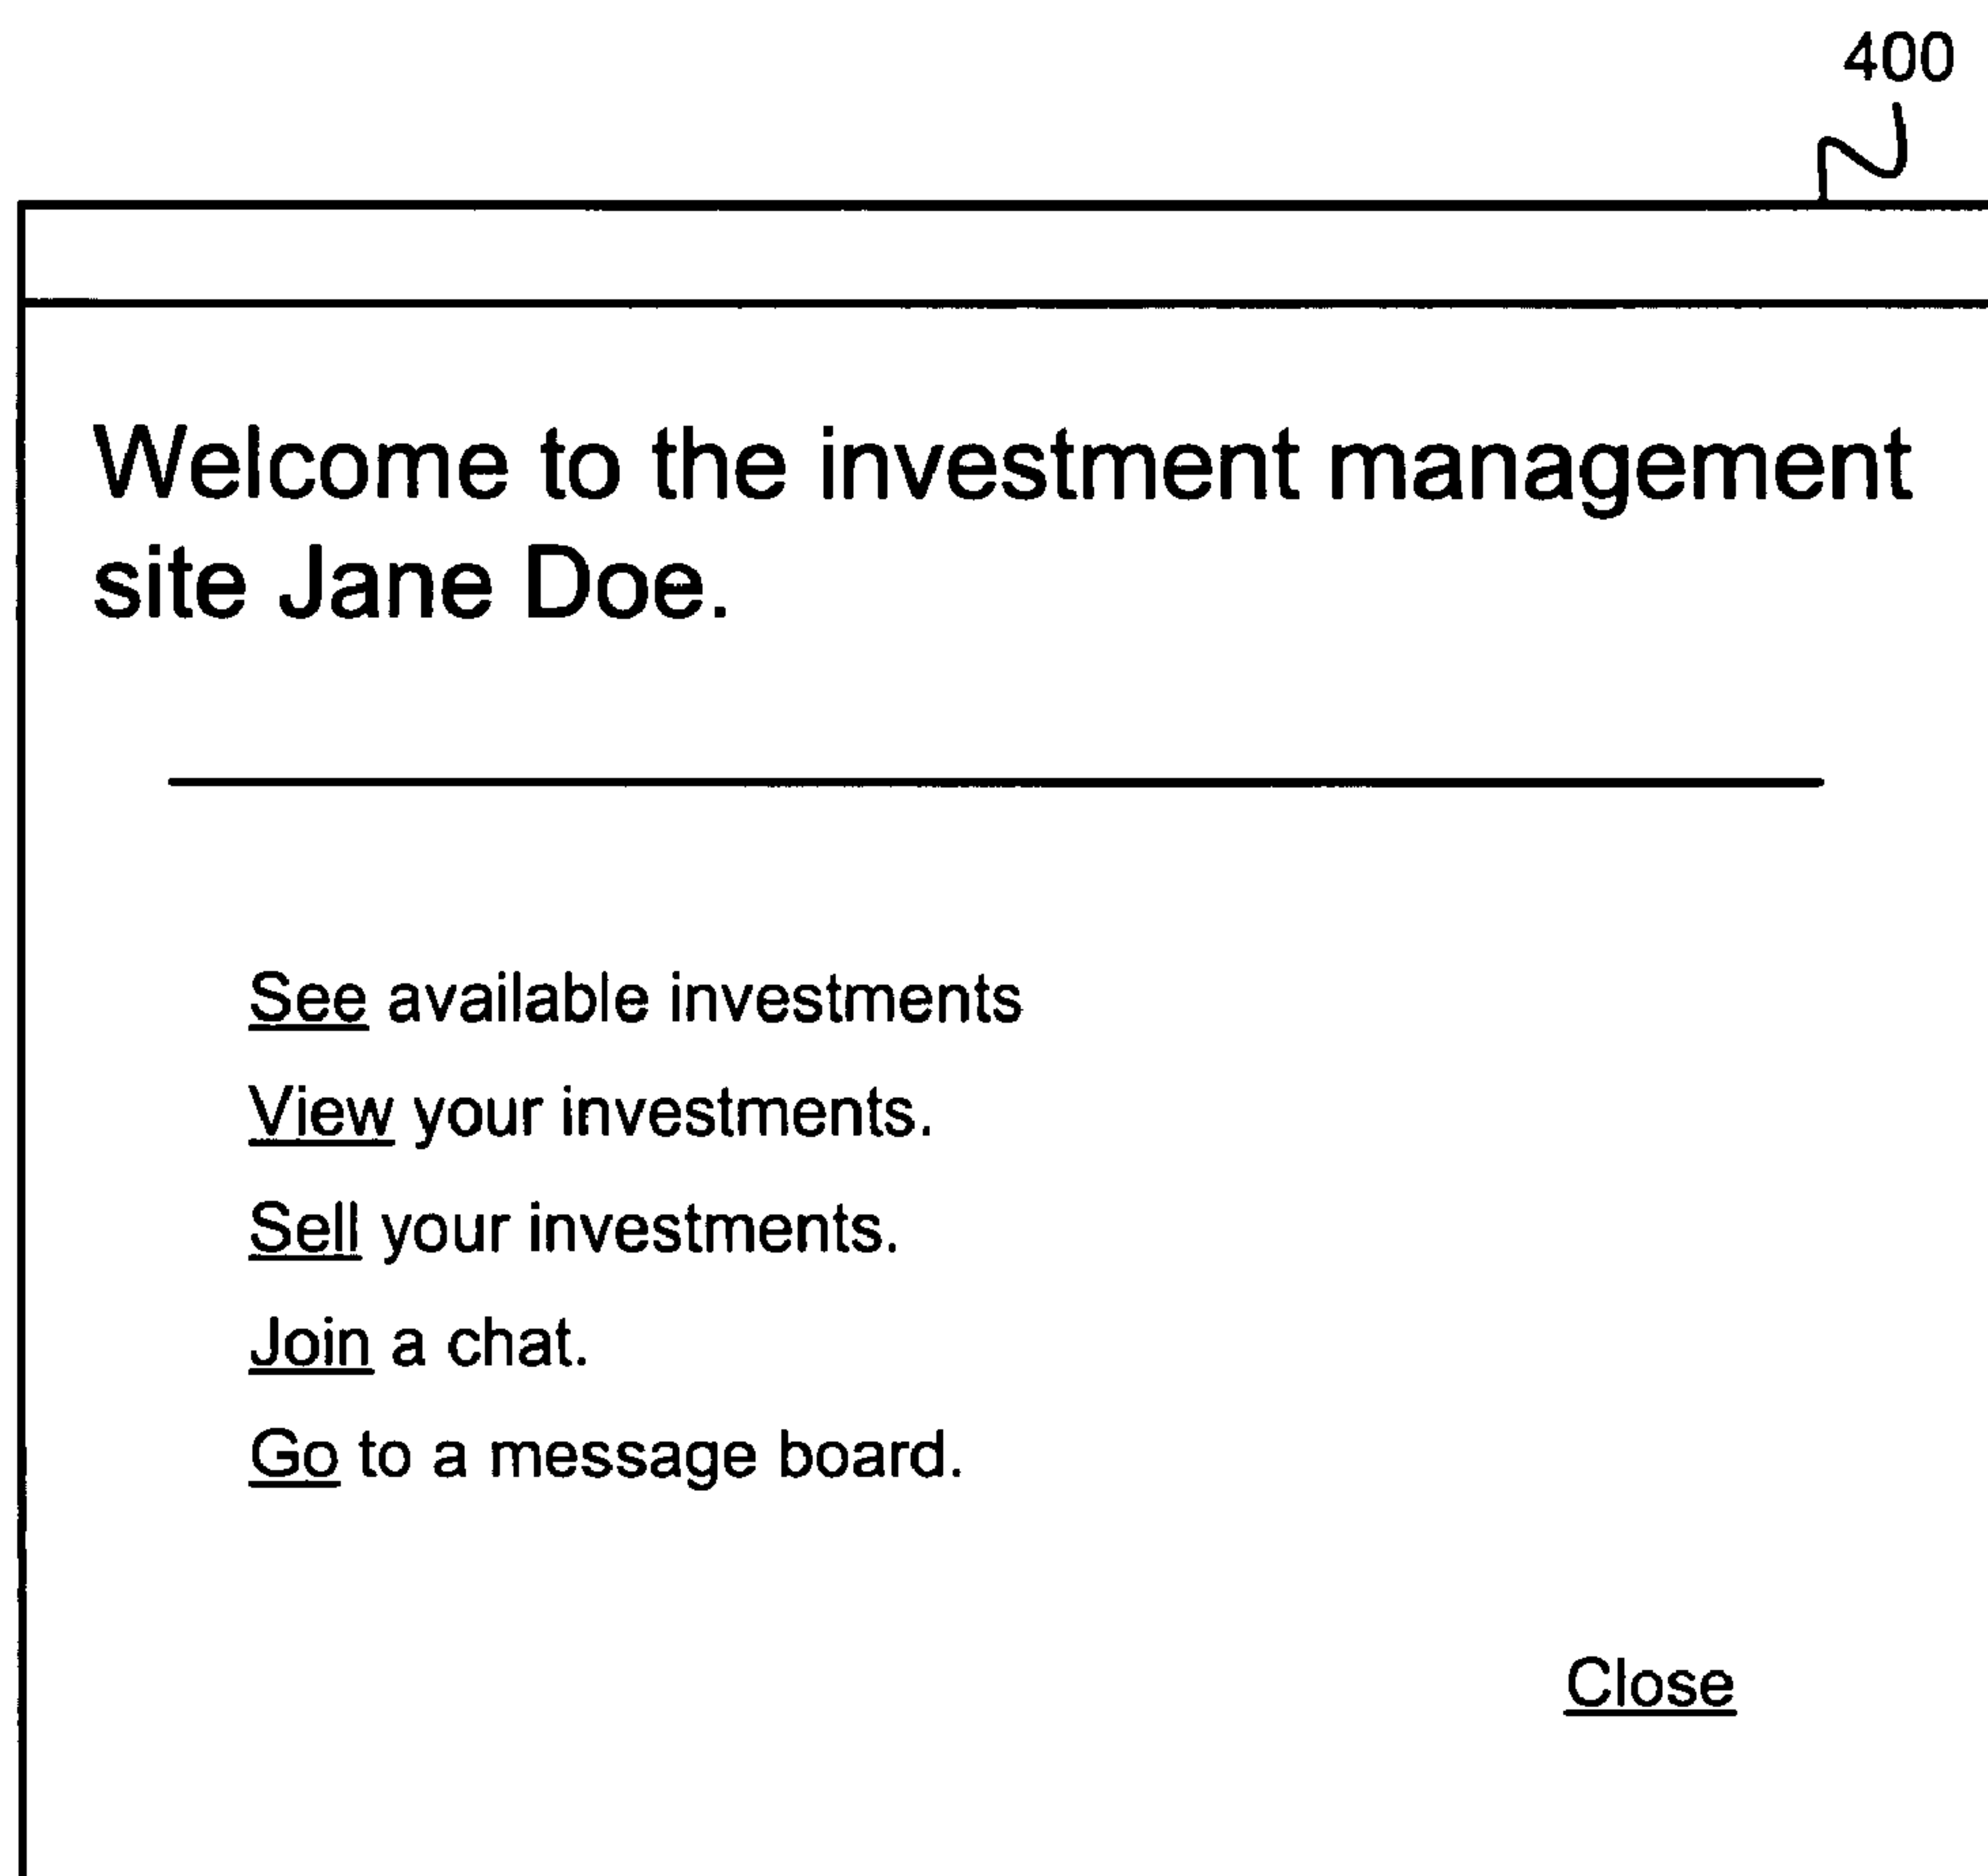 400
Welcome to the investment management
site Jane Doe.
See available investments
View your investments.
Sell your investments.
Join a chat.
Go to a message board.
Close